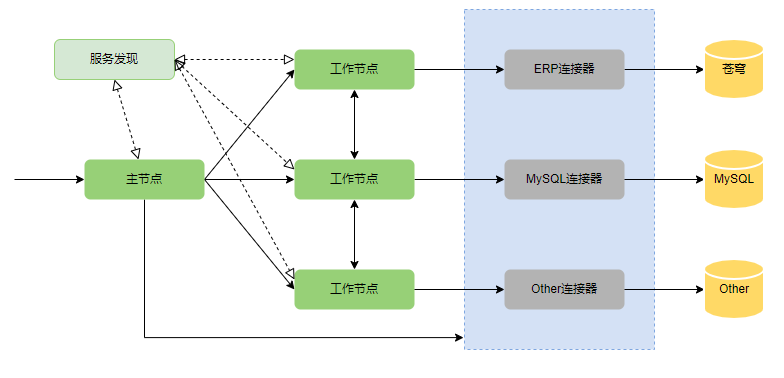 服务发现
工作节点
ERP连接器
苍穹
主节点
工作节点
MySQL连接器
MySQL
工作节点
Other连接器
Other